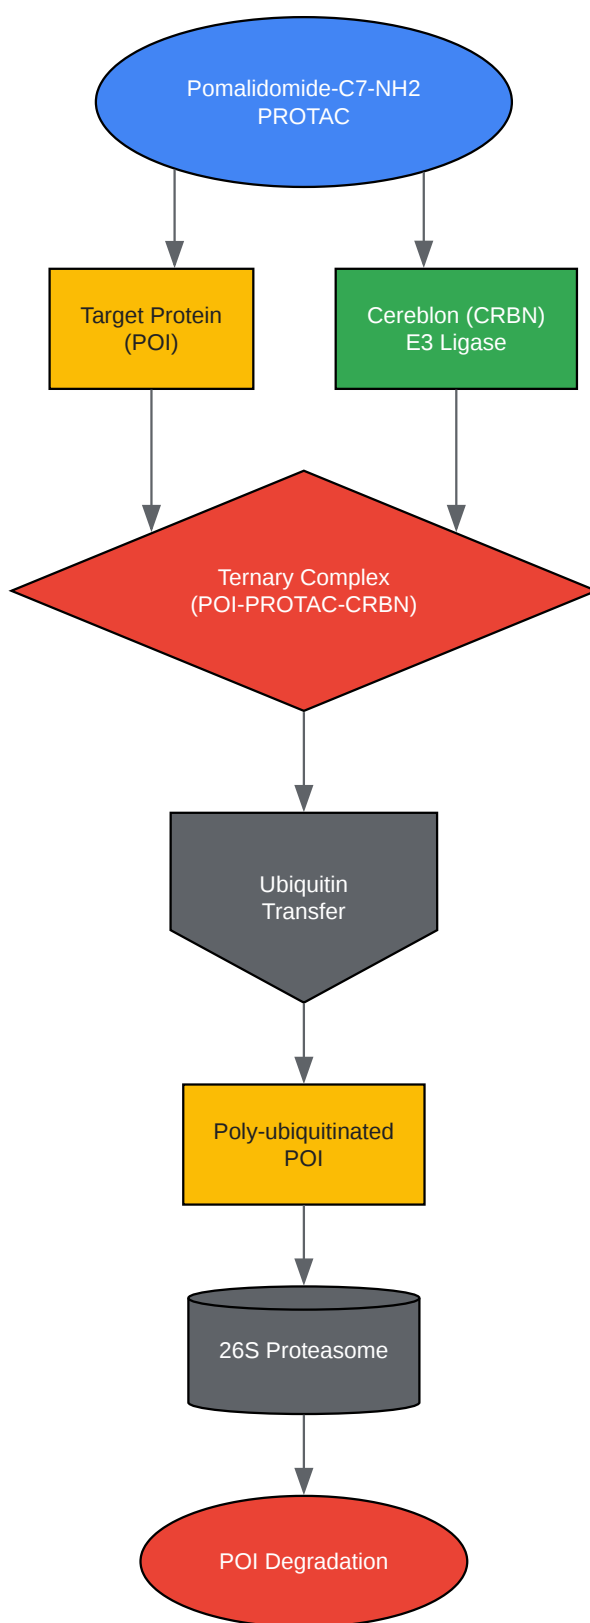 Pomalidomide-C7-NH2
PROTAC
Target Protein
(POI)
Cereblon (CRBN)
E3 Ligase
Ternary Complex
(POI-PROTAC-CRBN)
Ubiquitin
Transfer
Poly-ubiquitinated
POI
26S Proteasome
POI Degradation